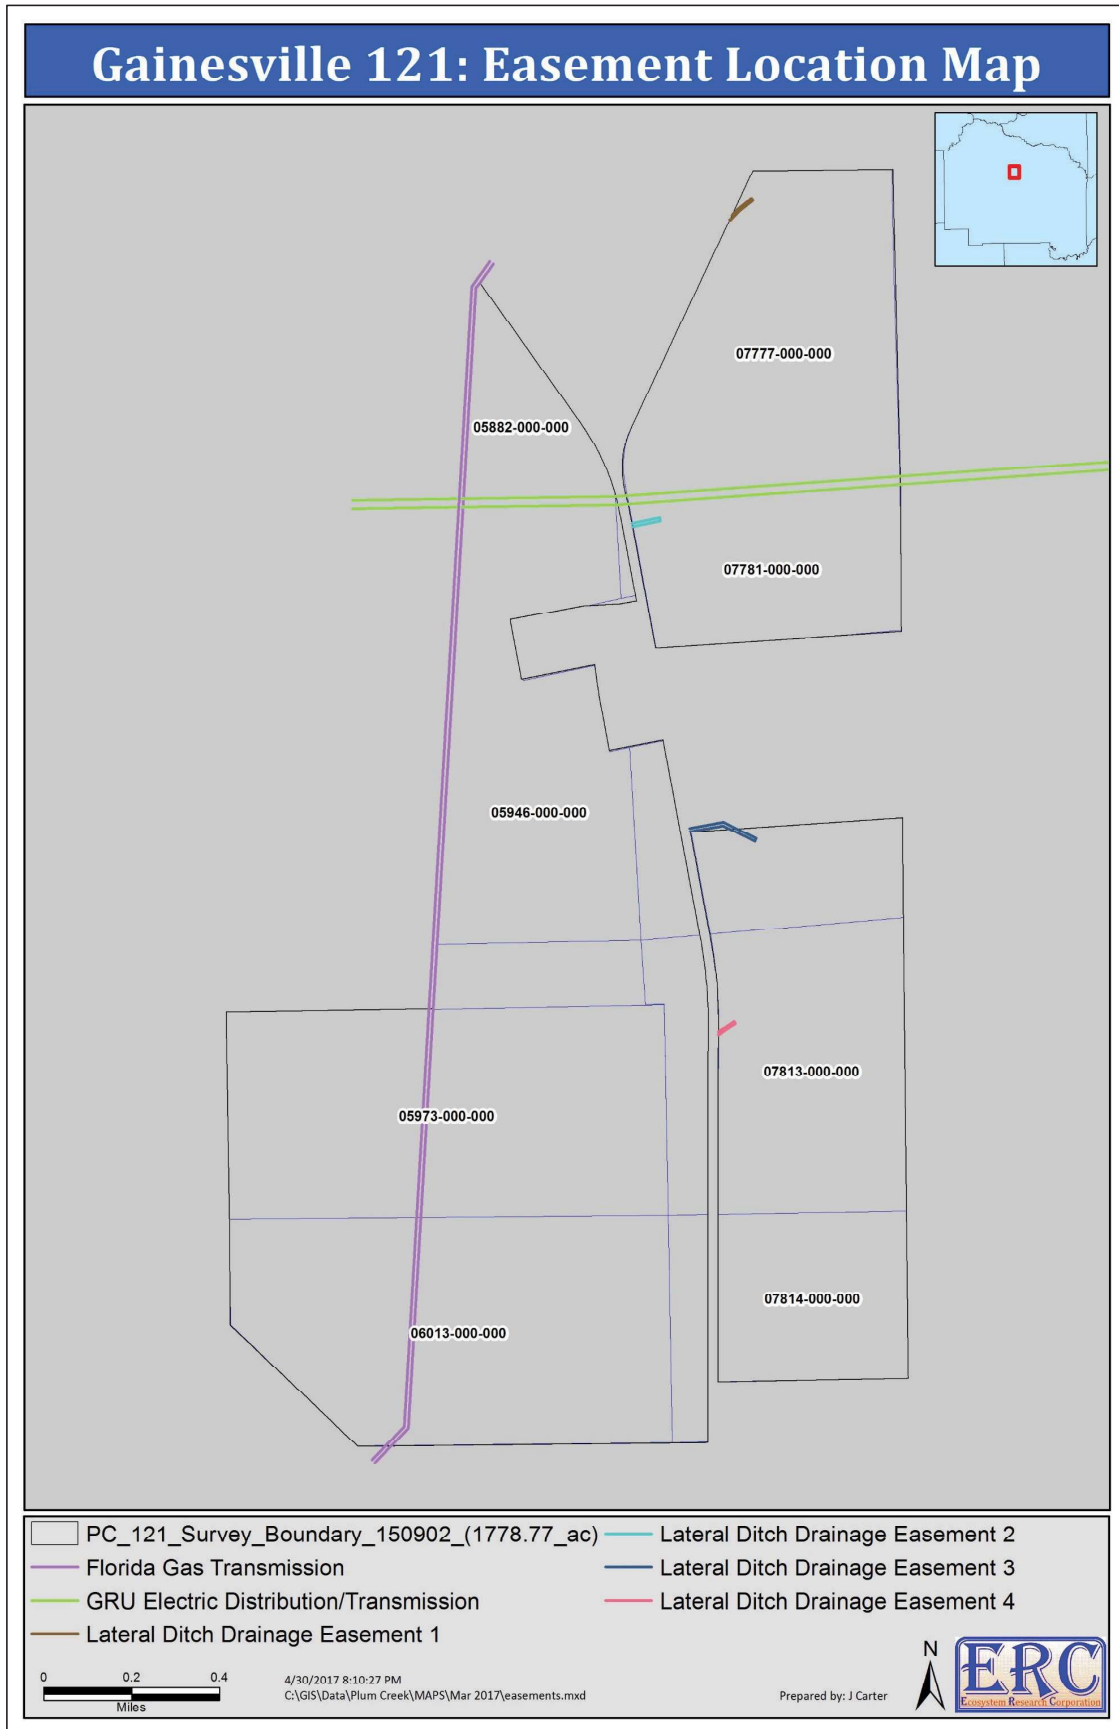 Gainesville 121: Easement Location Map
07777-000-000
05882-000-000
07781-000-000
05946-000-000
07813-000-000
05973-000-000
07814-000-000
06013-000-000
PC_121_Survey_Boundary_150902_(1778.77_ac)
Florida Gas Transmission
GRU Electric Distribution/Transmission
Lateral Ditch Drainage Easement 1
Lateral Ditch Drainage Easement 2
Lateral Ditch Drainage Easement 3
Lateral Ditch Drainage Easement 4
0 0.2 0.4
Miles
4/30/2017 8:10:27 PM
C:\GIS\Data\Plum Creek\MAPS\Mar 2017\easements.mxd
Prepared by: J Carter
N
ERC
Ecosystem Research Corporation